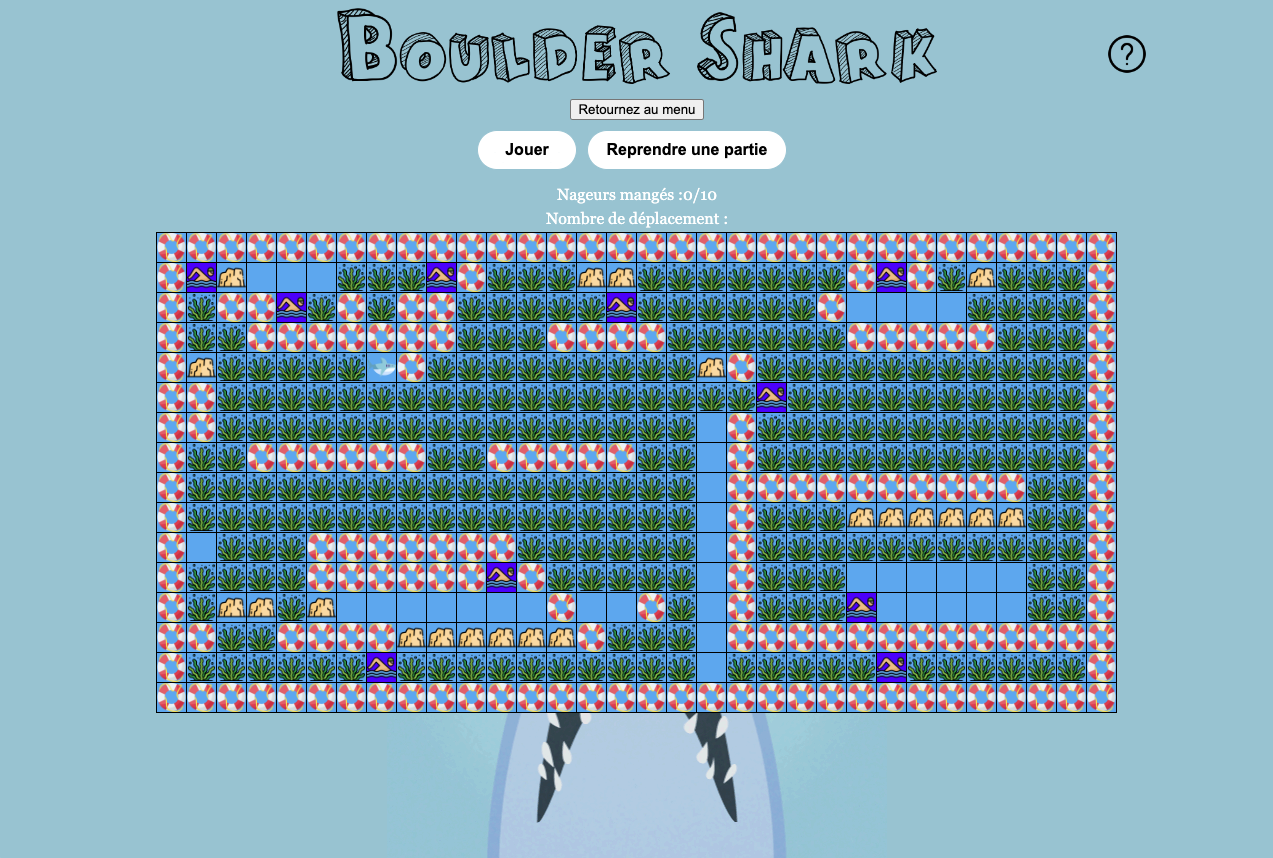 Boulder Shark
?
Retournez au menu
Jouer
Reprendre une partie
Nageurs mangés :0/10
Nombre de déplacement :